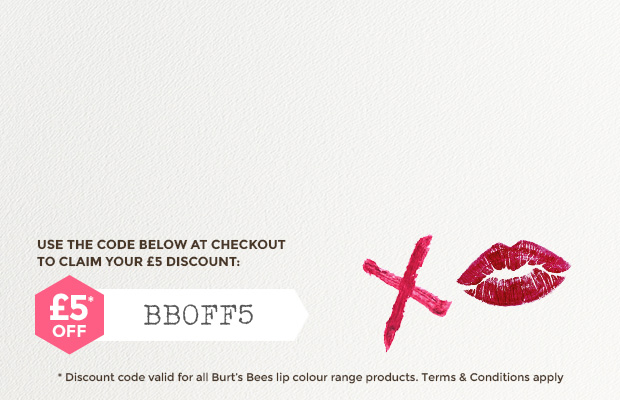 USE THE CODE BELOW AT CHECKOUT
TO CLAIM YOUR £5 DISCOUNT:
£5*
OFF
BBOFF5
* Discount code valid for all Burt's Bees lip colour range products. Terms & Conditions apply